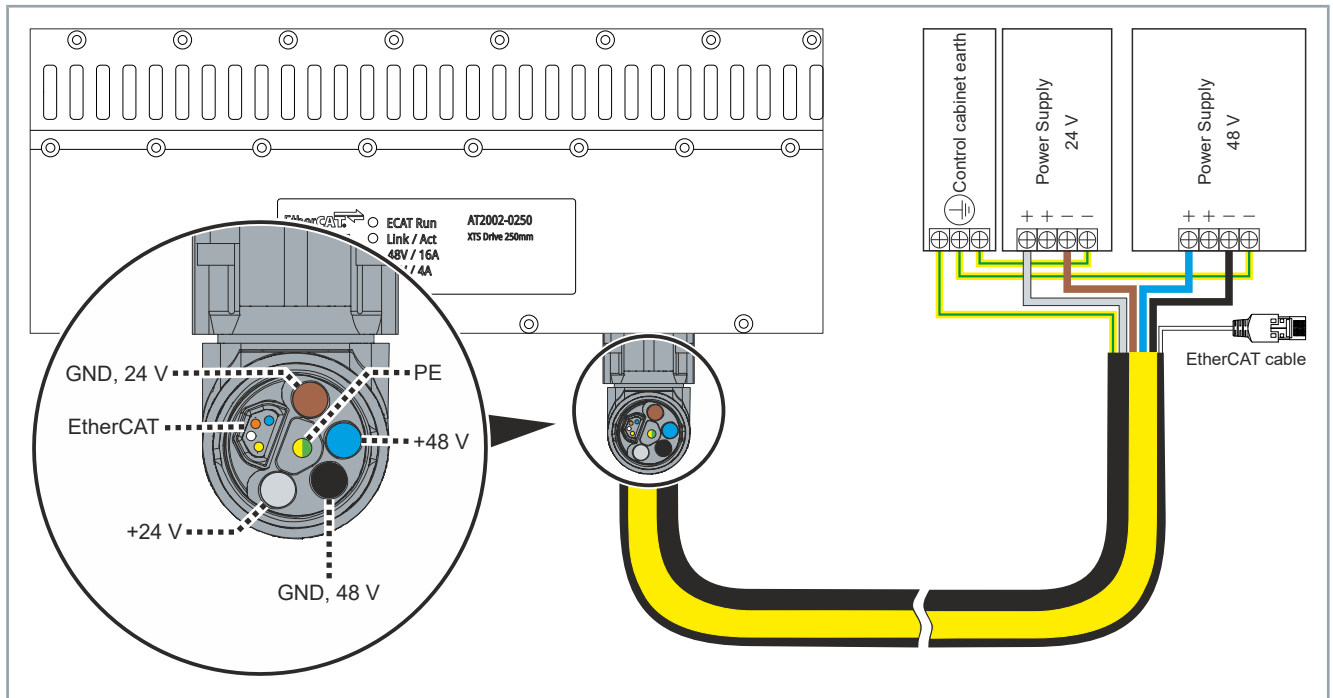 Control cabinet earth
Power Supply
24 V
Power Supply
48 V
+ + − −
+ + − −
EtherCAT.
ECAT Run
Link / Act
48V / 16A
/ 4A
AT2002-0250
XTS Drive 250mm
GND, 24 V
PE
EtherCAT
+48 V
+24 V
GND, 48 V
EtherCAT cable